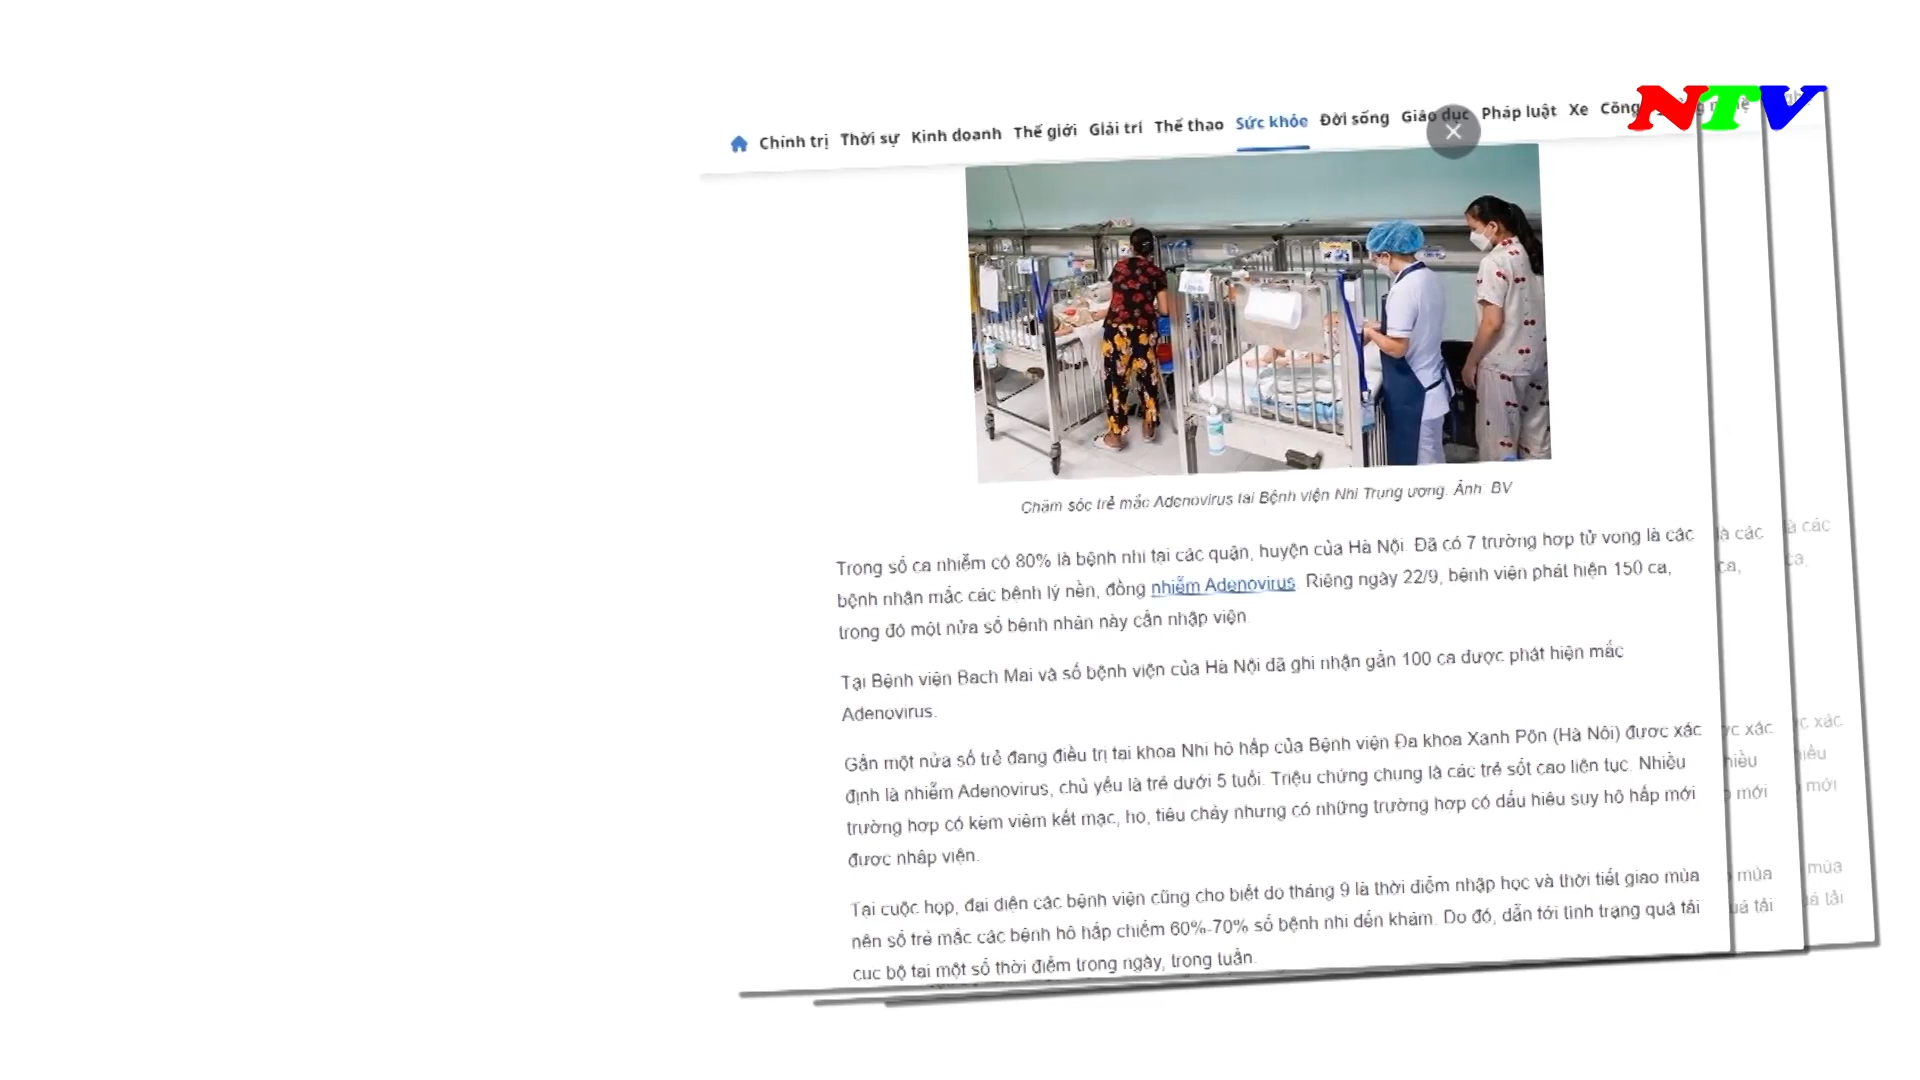 NTV
Chính trị Thời sự Kinh doanh Thế giới Giải trí Thể thao Sức khỏe Đời sống Giáo dục Pháp luật Xe Công
Chăm sóc trẻ mắc Adenovirus tại Bệnh viện Nhi Trung ương. Ảnh: BV
Trong số ca nhiễm có 80% là bệnh nhi tại các quận, huyện của Hà Nội. Đã có 7 trường hợp tử vong là các
bệnh nhân mắc các bệnh lý nền, đồng nhiễm Adenovirus. Riêng ngày 22/9, bệnh viện phát hiện 150 ca,
trong đó một nửa số bệnh nhân này cần nhập viện.
Tại Bệnh viện Bạch Mai và số bệnh viện của Hà Nội đã ghi nhận gần 100 ca được phát hiện mắc
Adenovirus.
Gần một nửa số trẻ đang điều trị tại khoa Nhi hô hấp của Bệnh viện Đa khoa Xanh Pôn (Hà Nội) được xác
định là nhiễm Adenovirus, chủ yếu là trẻ dưới 5 tuổi. Triệu chứng chung là các trẻ sốt cao liên tục. Nhiều
trường hợp có kèm viêm kết mạc, ho, tiêu chảy nhưng có những trường hợp có dấu hiệu suy hô hấp mới
được nhập viện.
Tại cuộc họp, đại diện các bệnh viện cũng cho biết do tháng 9 là thời điểm nhập học và thời tiết giao mùa
nên số trẻ mắc các bệnh hô hấp chiếm 60%-70% số bệnh nhi đến khám. Do đó, dẫn tới tình trạng quá tải
cục bộ tại một số thời điểm trong ngày, trong tuần.